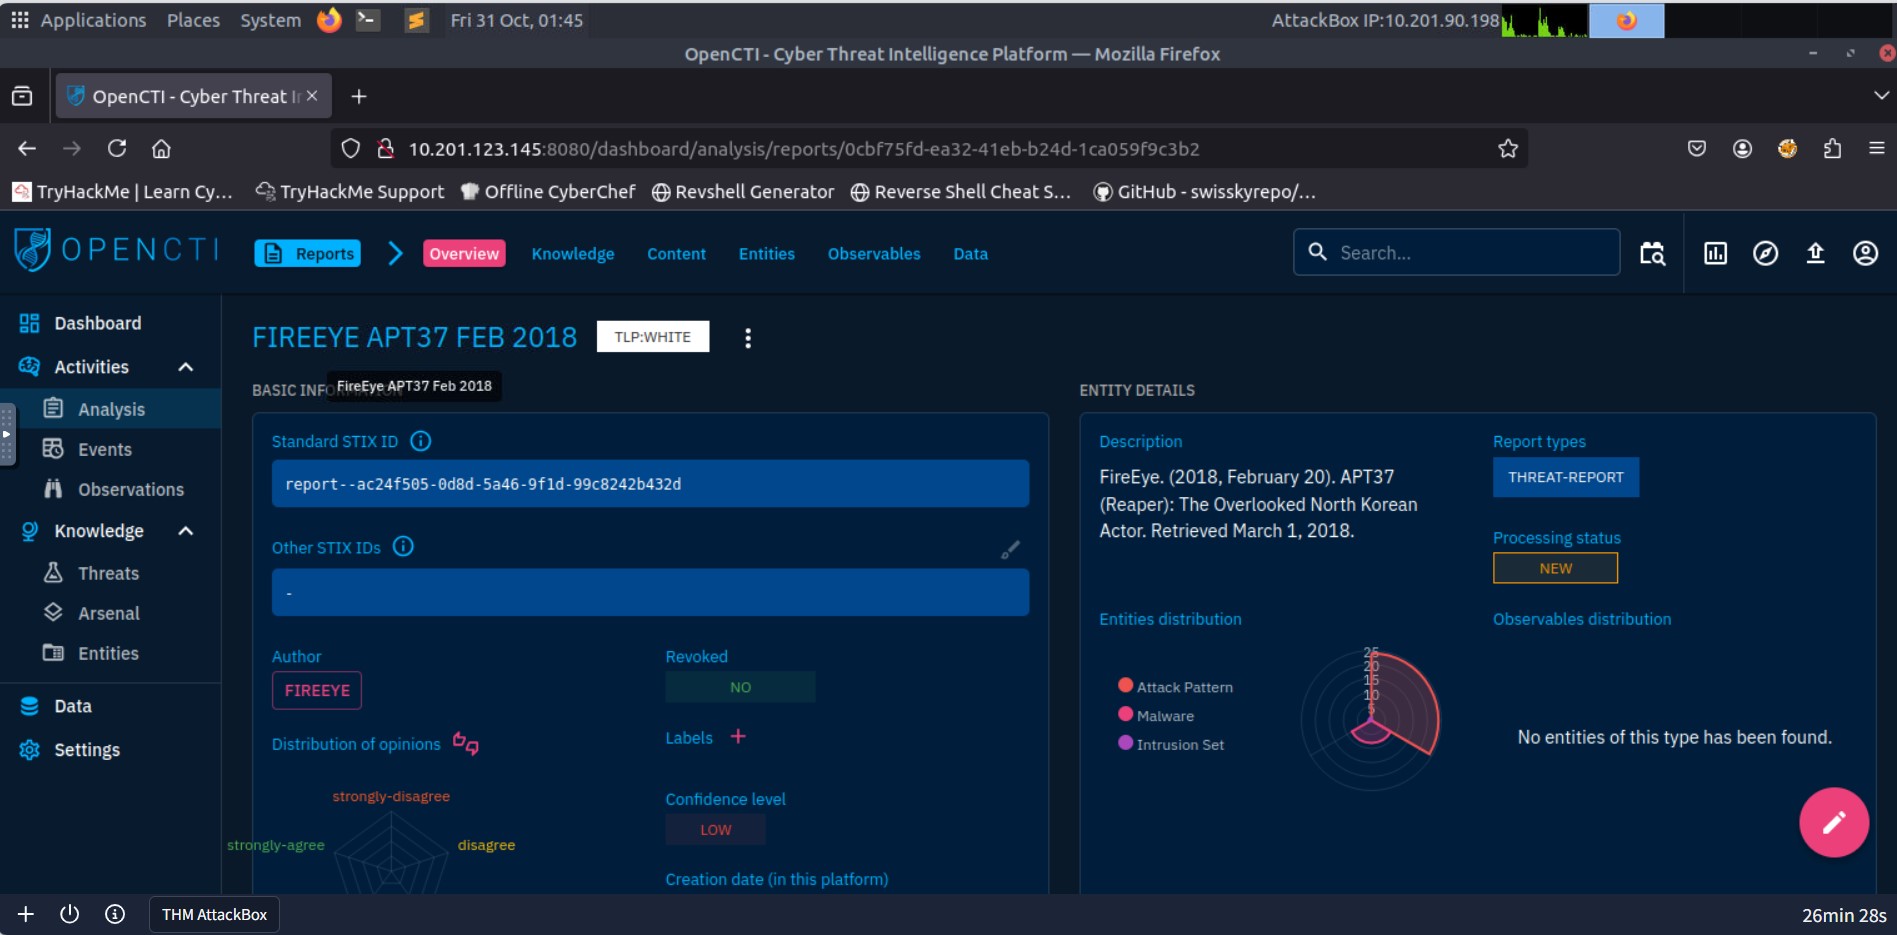 Applications Places System Fri 31 Oct, 01:45 AttackBox IP:10.201.90.198
OpenCTI - Cyber Threat Intelligence Platform — Mozilla Firefox
OpenCTI - Cyber Threat I
10.201.123.145:8080/dashboard/analysis/reports/0cbf75fd-ea32-41eb-b24d-1ca059f9c3b2
TryHackMe | Learn Cy… TryHackMe Support Offline CyberChef Revshell Generator Reverse Shell Cheat S… GitHub - swisskyrepo/…
OPENCTI Reports Overview Knowledge Content Entities Observables Data Search...
Dashboard
Activities
Analysis
Events
Observations
Knowledge
Threats
Arsenal
Entities
Data
Settings
FIREEYE APT37 FEB 2018 TLP:WHITE
FireEye APT37 Feb 2018
BASIC INFORMATION
Standard STIX ID
report--ac24f505-0d8d-5a46-9f1d-99c8242b432d
Other STIX IDs
-
Author
FIREEYE
Revoked
NO
Distribution of opinions
Labels
strongly-disagree
strongly-agree
disagree
Confidence level
LOW
Creation date (in this platform)
ENTITY DETAILS
Description
FireEye. (2018, February 20). APT37
(Reaper): The Overlooked North Korean
Actor. Retrieved March 1, 2018.
Report types
THREAT-REPORT
Processing status
NEW
Entities distribution
25
20
15
10
5
Attack Pattern
Malware
Intrusion Set
Observables distribution
No entities of this type has been found.
THM AttackBox 26min 28s